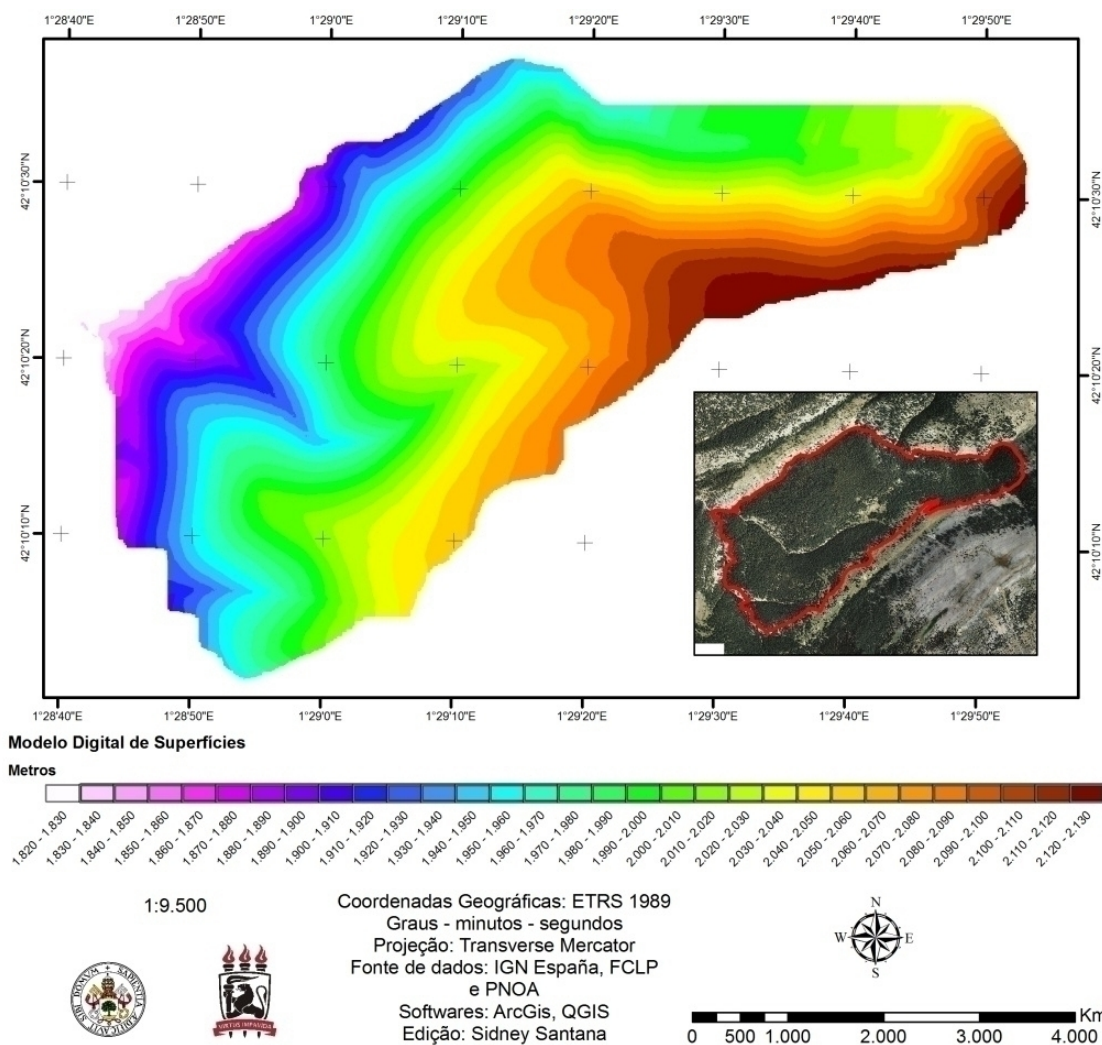 1°28'40"E 1°28'50"E 1°29'0"E 1°29'10"E 1°29'20"E 1°29'30"E 1°29'40"E 1°29'50"E
42°10'30"N 42°10'30"N
42°10'20"N 42°10'20"N
42°10'10"N 42°10'10"N
1°28'40"E 1°28'50"E 1°29'0"E 1°29'10"E 1°29'20"E 1°29'30"E 1°29'40"E 1°29'50"E
Modelo Digital de Superfícies
Metros
1.820 - 1.830
1.830 - 1.840
1.840 - 1.850
1.850 - 1.860
1.860 - 1.870
1.870 - 1.880
1.880 - 1.890
1.890 - 1.900
1.900 - 1.910
1.910 - 1.920
1.920 - 1.930
1.930 - 1.940
1.940 - 1.950
1.950 - 1.960
1.960 - 1.970
1.970 - 1.980
1.980 - 1.990
1.990 - 2.000
2.000 - 2.010
2.010 - 2.020
2.020 - 2.030
2.030 - 2.040
2.040 - 2.050
2.050 - 2.060
2.060 - 2.070
2.070 - 2.080
2.080 - 2.090
2.090 - 2.100
2.100 - 2.110
2.110 - 2.120
2.120 - 2.130
1:9.500
Coordenadas Geográficas: ETRS 1989
Graus - minutos - segundos
Projeção: Transverse Mercator
Fonte de dados: IGN España, FCLP
e PNOA
Softwares: ArcGis, QGIS
Edição: Sidney Santana
SAPIENTIA AEDIFICAVIT SIBI DOMVM
VIRTUS IMPAVIDA
N
W E
S
Km
0 500 1.000 2.000 3.000 4.000